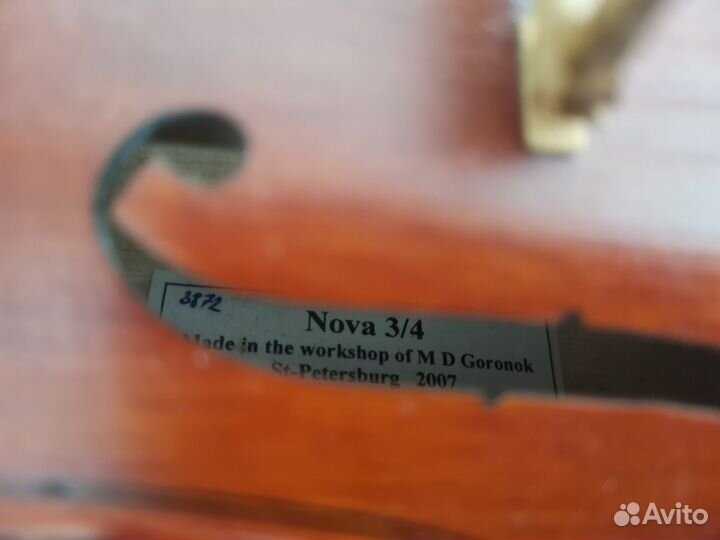 3872
Nova 3/4
Made in the workshop of M D Goronok
St-Petersburg 2007
Avito